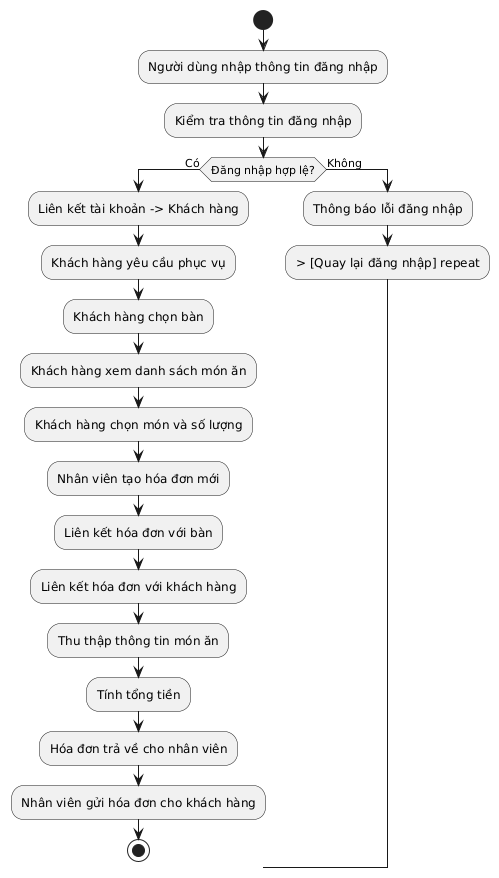 Người dùng nhập thông tin đăng nhập
Kiểm tra thông tin đăng nhập
Có
Đăng nhập hợp lệ?
Không
Liên kết tài khoản -> Khách hàng
Thông báo lỗi đăng nhập
Khách hàng yêu cầu phục vụ
> [Quay lại đăng nhập] repeat
Khách hàng chọn bàn
Khách hàng xem danh sách món ăn
Khách hàng chọn món và số lượng
Nhân viên tạo hóa đơn mới
Liên kết hóa đơn với bàn
Liên kết hóa đơn với khách hàng
Thu thập thông tin món ăn
Tính tổng tiền
Hóa đơn trả về cho nhân viên
Nhân viên gửi hóa đơn cho khách hàng